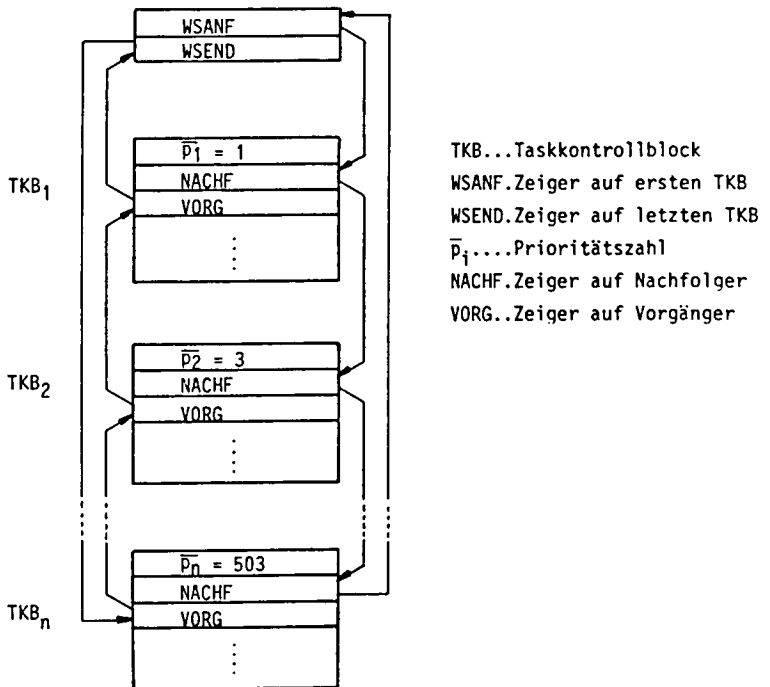 WSANF
WSEND
TKB₁
p̅₁ = 1
NACHF
VORG
TKB₂
p̅₂ = 3
NACHF
VORG
TKBₙ
p̅ₙ = 503
NACHF
VORG
TKB...Taskkontrollblock
WSANF.Zeiger auf ersten TKB
WSEND.Zeiger auf letzten TKB
p̅ᵢ....Prioritätszahl
NACHF.Zeiger auf Nachfolger
VORG..Zeiger auf Vorgänger